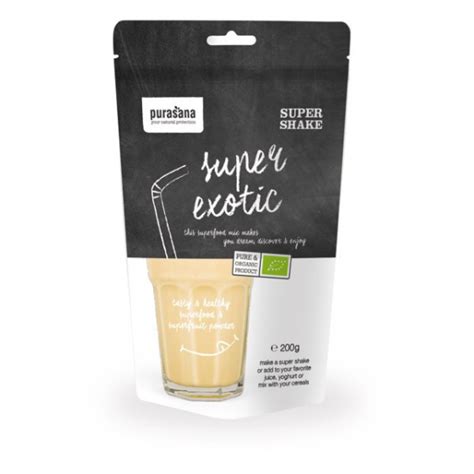 purasana
your natural protection
SUPER
SHAKE
super
exotic
this superfood mix makes
you dream, discover & enjoy
PURE &
ORGANIC
PRODUCT
tasty & healthy
superfood &
superfruit powder
℮ 200g
make a super shake
or add to your favorite
juice, yoghurt or
mix with your cereals